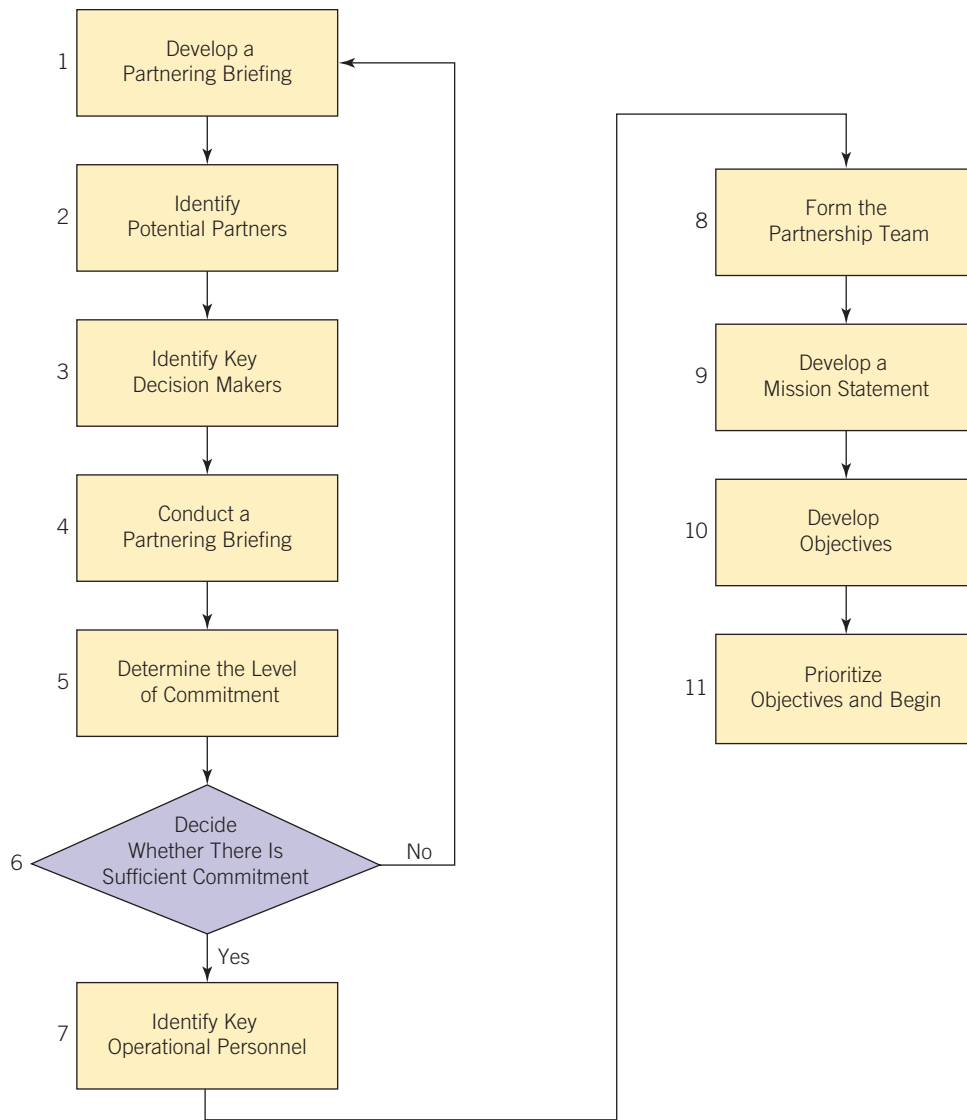 1
Develop a
Partnering Briefing
2
Identify
Potential Partners
3
Identify Key
Decision Makers
4
Conduct a
Partnering Briefing
5
Determine the Level
of Commitment
6
Decide
Whether There Is
Sufficient Commitment
No
Yes
7
Identify Key
Operational Personnel
8
Form the
Partnership Team
9
Develop a
Mission Statement
10
Develop
Objectives
11
Prioritize
Objectives and Begin